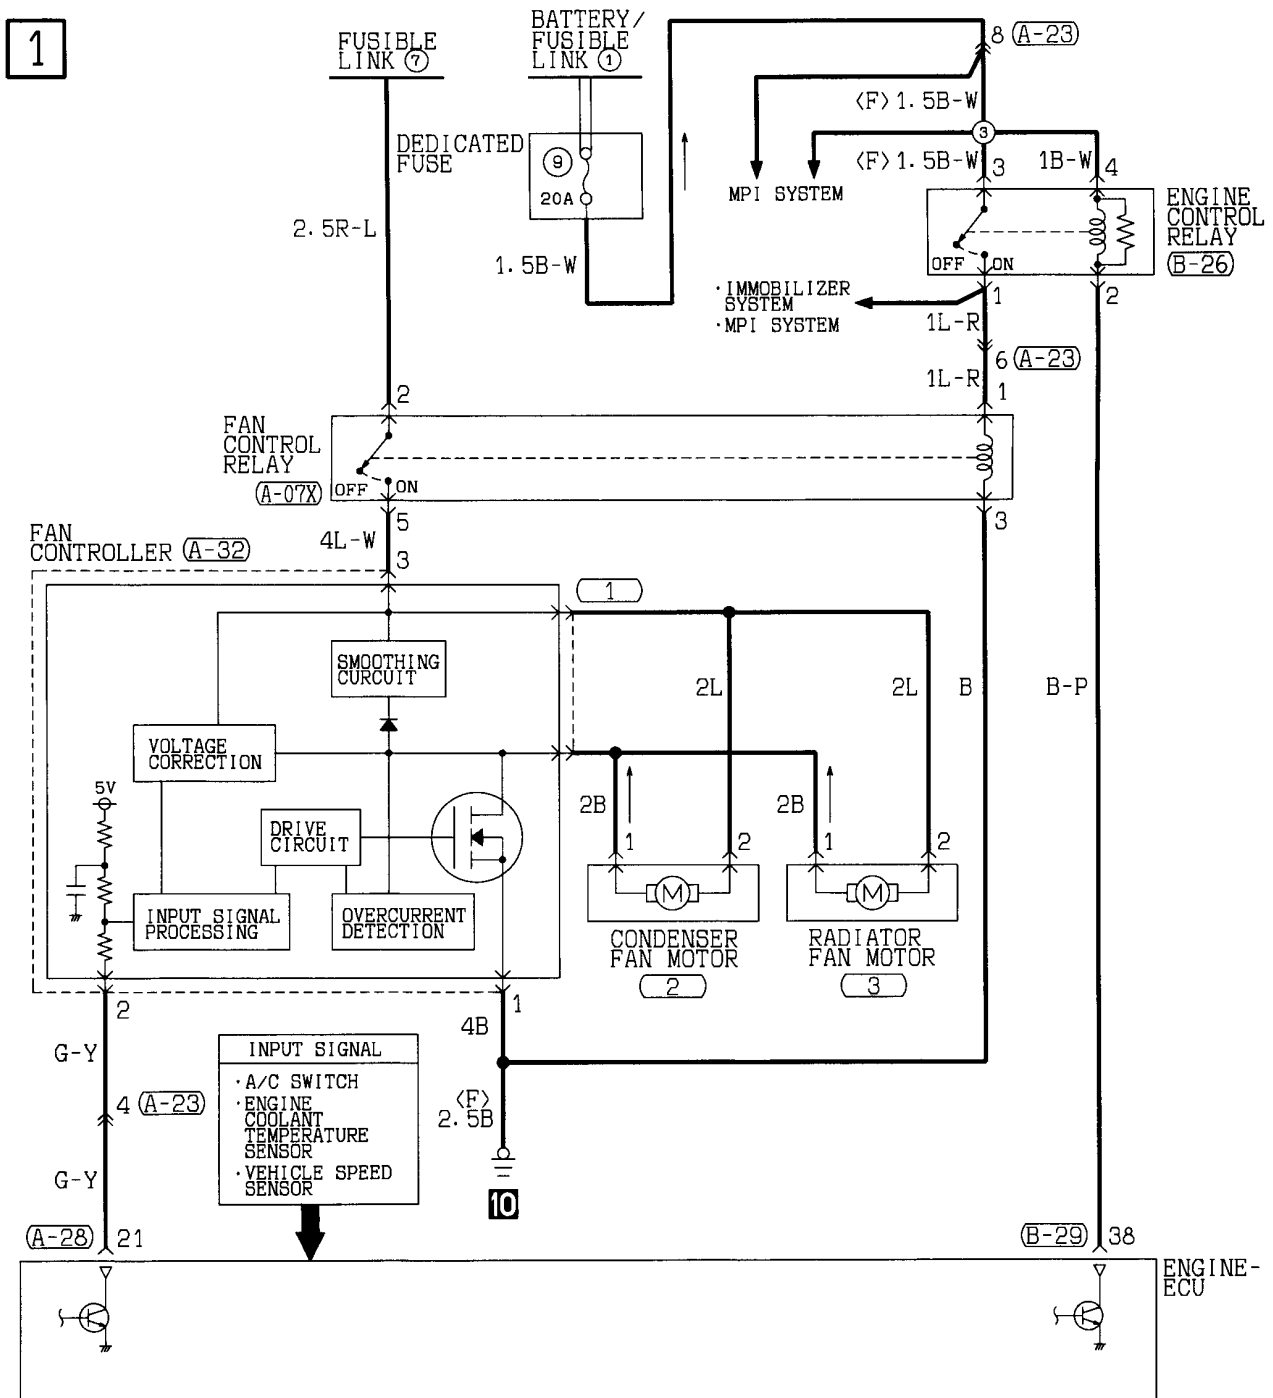 1
FUSIBLE
LINK ⑦
BATTERY/
FUSIBLE
LINK ①
8 (A-23)
DEDICATED
FUSE
⑨
20A
2.5R-L
1.5B-W
<F>1.5B-W
③
<F>1.5B-W
3
1B-W
4
MPI SYSTEM
ENGINE
CONTROL
RELAY
(B-26)
OFF
ON
·IMMOBILIZER
SYSTEM
·MPI SYSTEM
1
2
1L-R
6 (A-23)
1L-R
1
2
FAN
CONTROL
RELAY
(A-07X)
OFF
ON
5
3
4L-W
3
FAN
CONTROLLER (A-32)
1
SMOOTHING
CURCUIT
VOLTAGE
CORRECTION
5V
DRIVE
CIRCUIT
INPUT SIGNAL
PROCESSING
OVERCURRENT
DETECTION
2L
2L
B
B-P
2B
2B
1
2
1
2
M
M
CONDENSER
FAN MOTOR
2
RADIATOR
FAN MOTOR
3
2
1
G-Y
4B
INPUT SIGNAL
·A/C SWITCH
·ENGINE
COOLANT
TEMPERATURE
SENSOR
·VEHICLE SPEED
SENSOR
4 (A-23)
<F>
2.5B
G-Y
10
(A-28) 21
(B-29) 38
ENGINE-
ECU